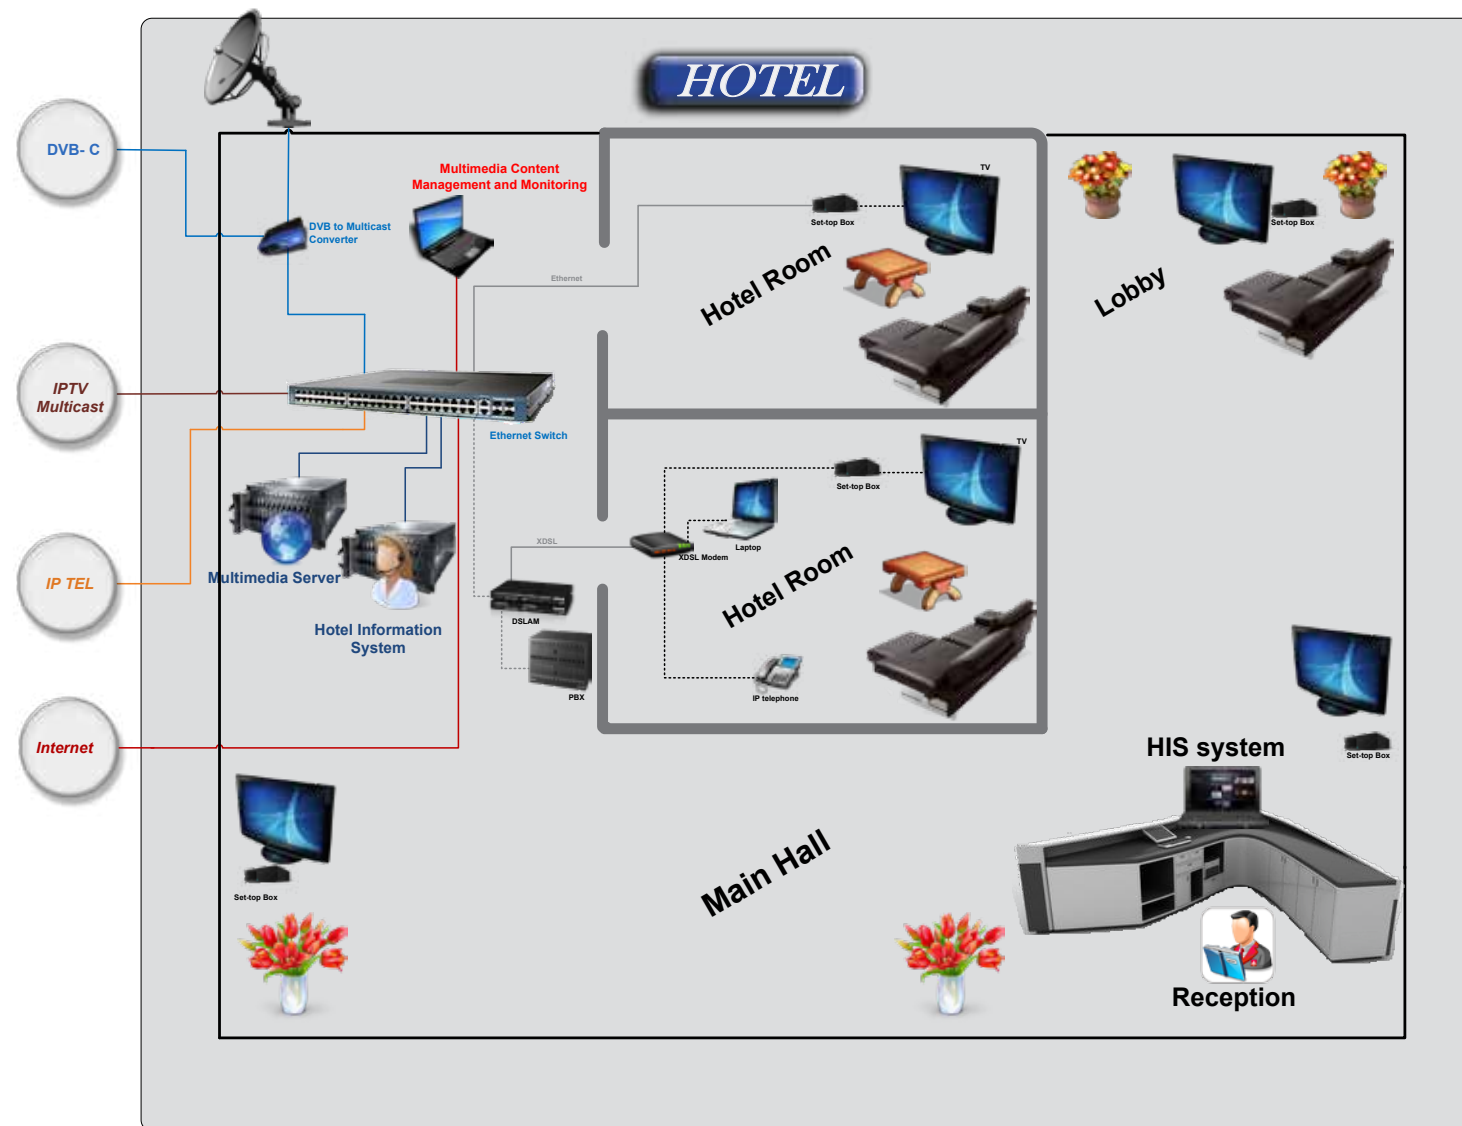 HOTEL
DVB- C
Multimedia Content
Management and Monitoring
TV
Set-top Box
Set-top Box
DVB to Multicast
Converter
Hotel Room
Lobby
Ethernet
IPTV
Multicast
Ethernet Switch
TV
Set-top Box
Laptop
XDSL
XDSL Modem
Hotel Room
IP TEL
Multimedia Server
DSLAM
Hotel Information
System
PBX
IP telephone
Internet
HIS system
Set-top Box
Main Hall
Set-top Box
Reception